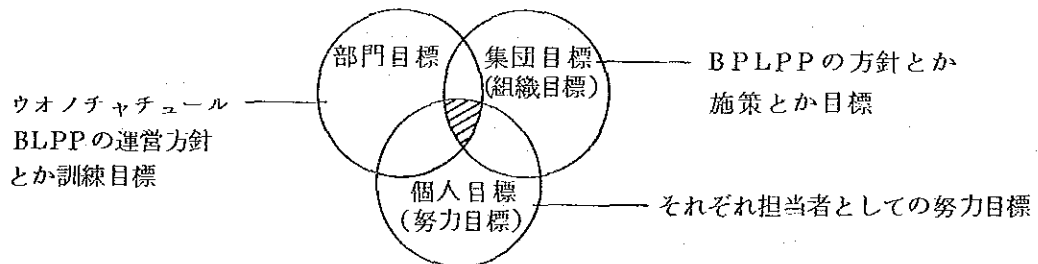 部門目標
集団目標
(組織目標)
BPLPPの方針とか
施策とか目標
ウオノチャチュール
BLPPの運営方針
とか訓練目標
個人目標
(努力目標)
それぞれ担当者としての努力目標